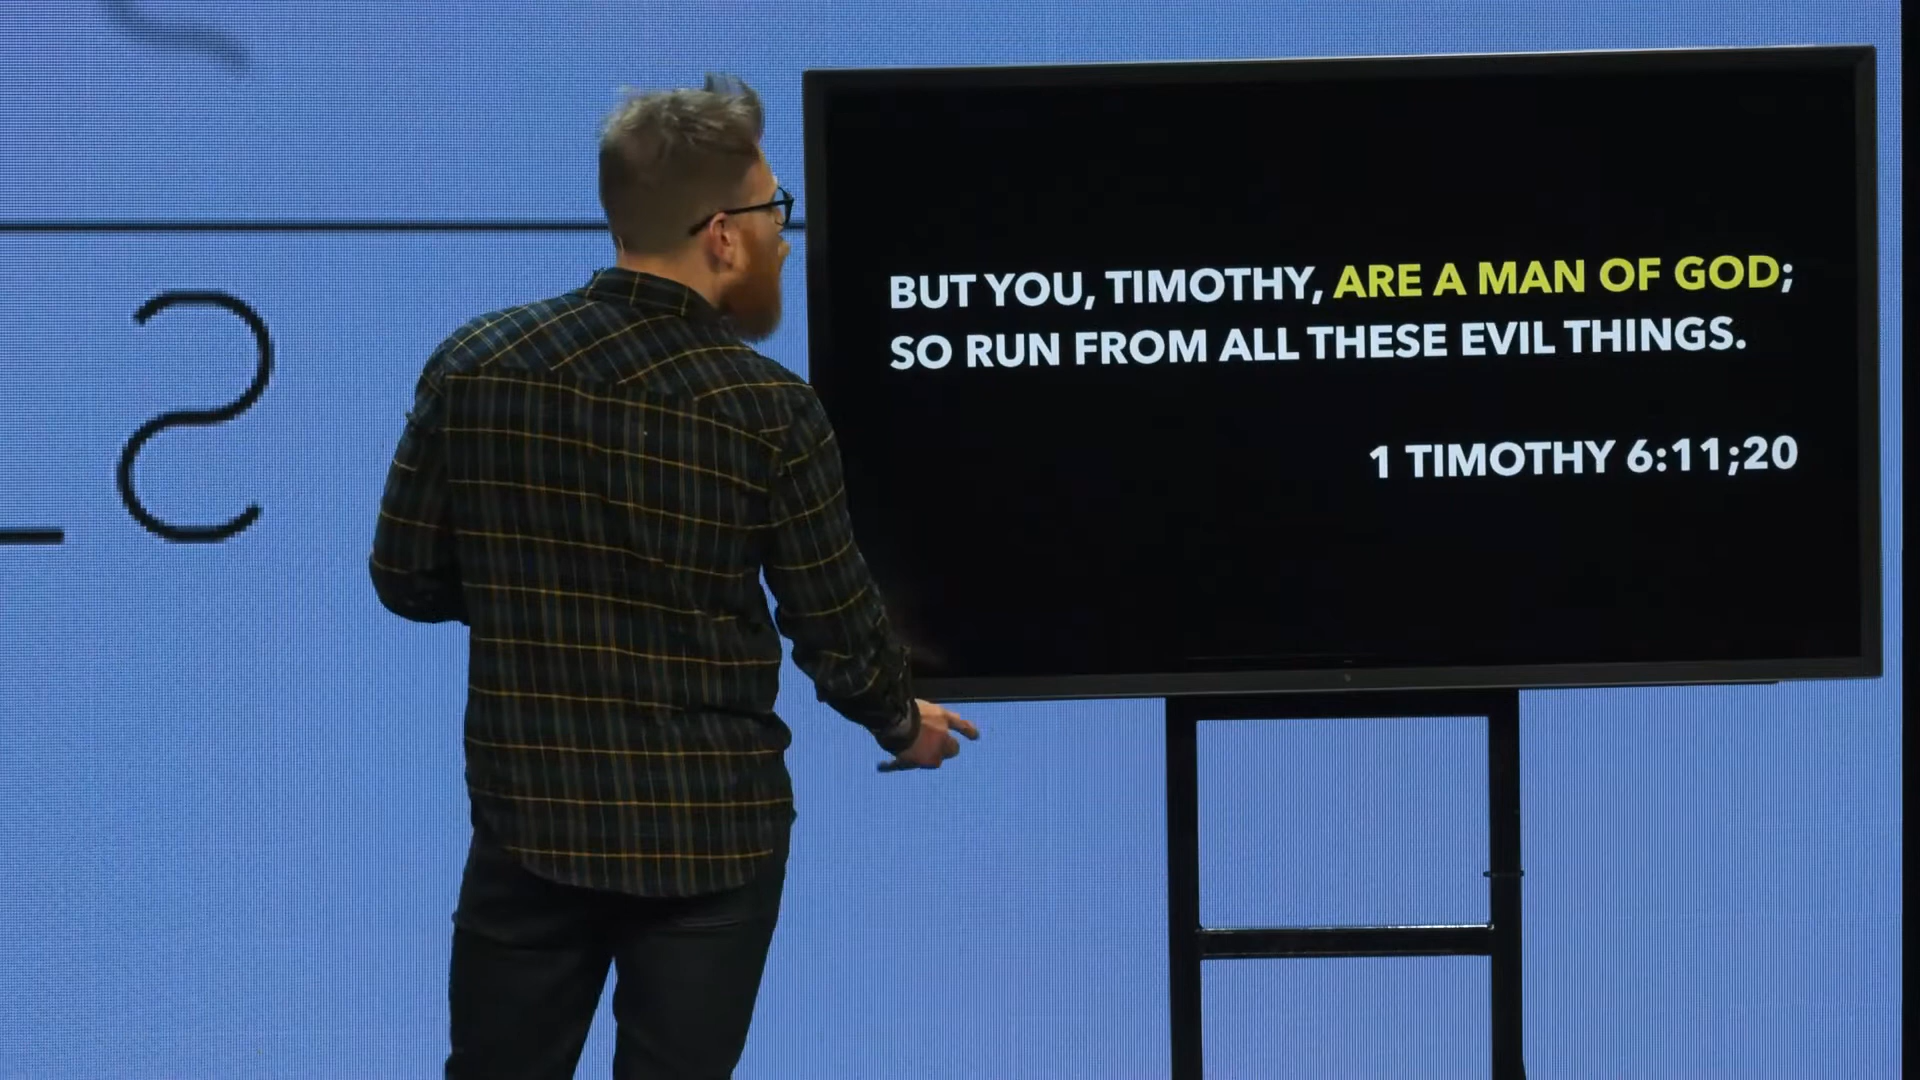 BUT YOU, TIMOTHY, ARE A MAN OF GOD;
SO RUN FROM ALL THESE EVIL THINGS.
1 TIMOTHY 6:11;20